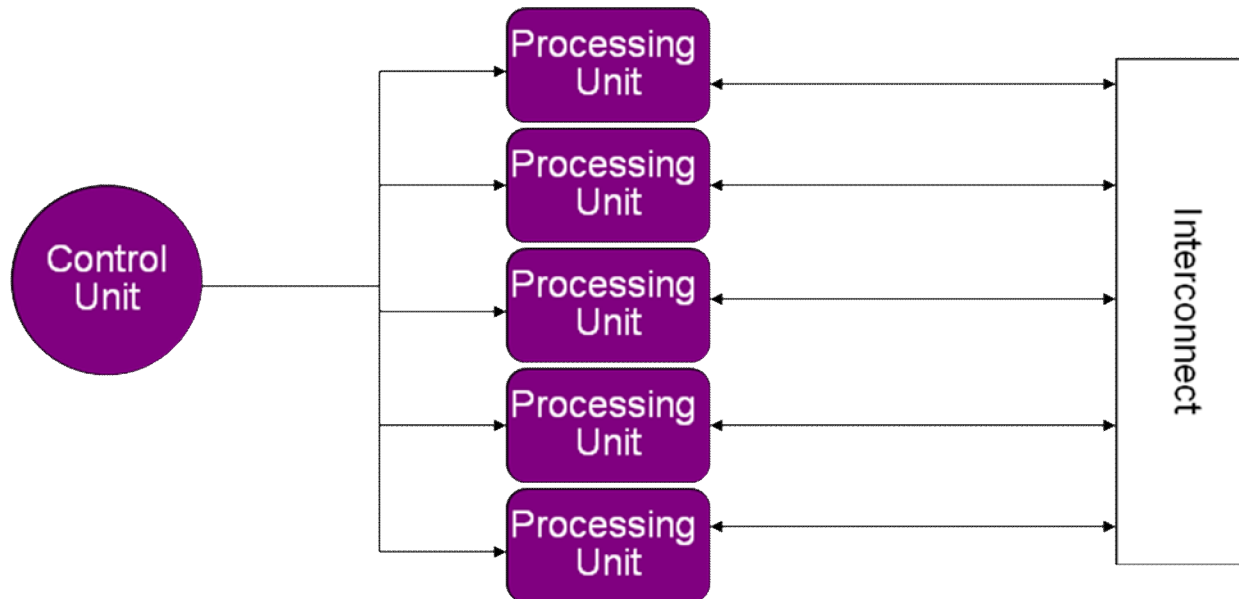 Control
Unit
Processing
Unit
Processing
Unit
Processing
Unit
Processing
Unit
Processing
Unit
Interconnect